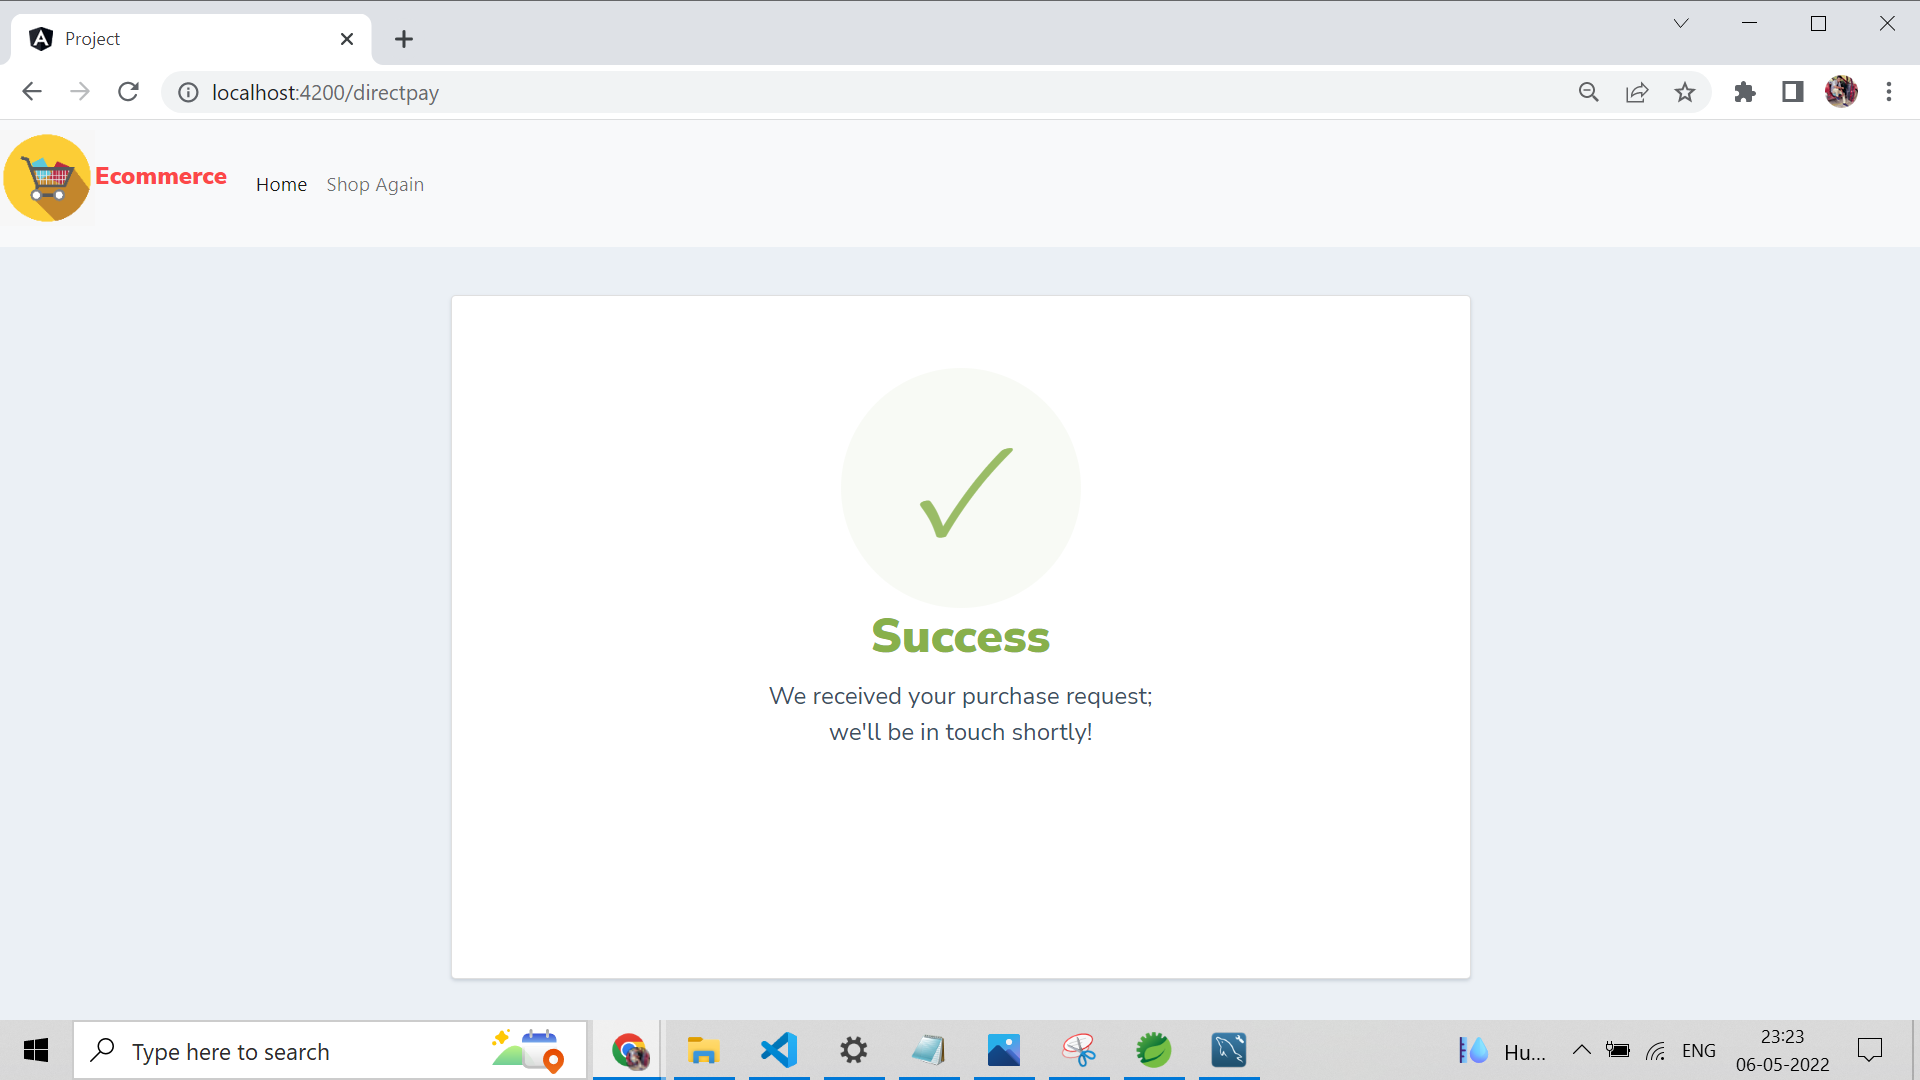 Project
localhost:4200/directpay
Ecommerce
Home
Shop Again
Success
We received your purchase request;
we'll be in touch shortly!
Type here to search
Hu...
ENG
23:23
06-05-2022